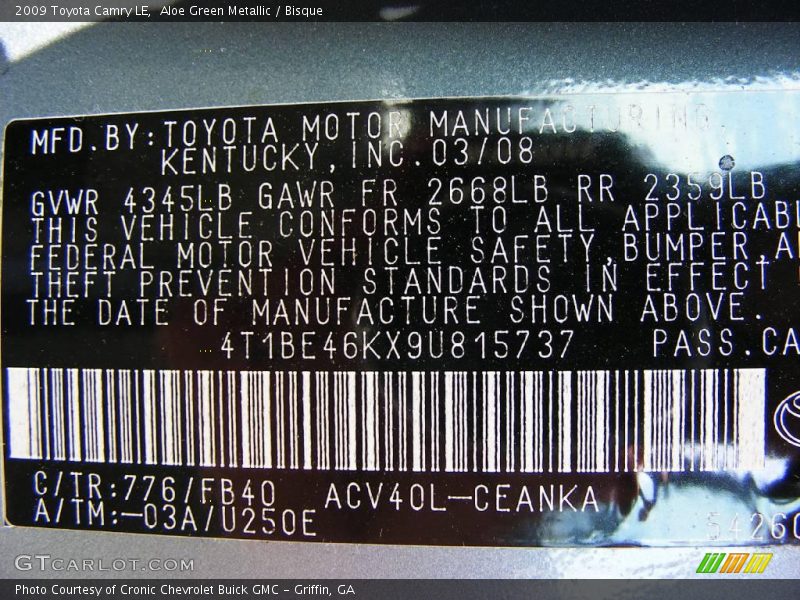 2009 Toyota Camry LE,  Aloe Green Metallic / Bisque
MFD.BY:TOYOTA MOTOR MANUFACTURING
KENTUCKY,INC.03/08
GVWR 4345LB GAWR FR 2668LB RR 2359LB
THIS VEHICLE CONFORMS TO ALL APPLICABL
FEDERAL MOTOR VEHICLE SAFETY,BUMPER,A
THEFT PREVENTION STANDARDS IN EFFECT
THE DATE OF MANUFACTURE SHOWN ABOVE.
4T1BE46KX9U815737 PASS.CA
C/TR:776/FB40 ACV40L-CEANKA
A/TM:-03A/U250E
54260
GTCARLOT.COM
Photo Courtesy of Cronic Chevrolet Buick GMC - Griffin, GA